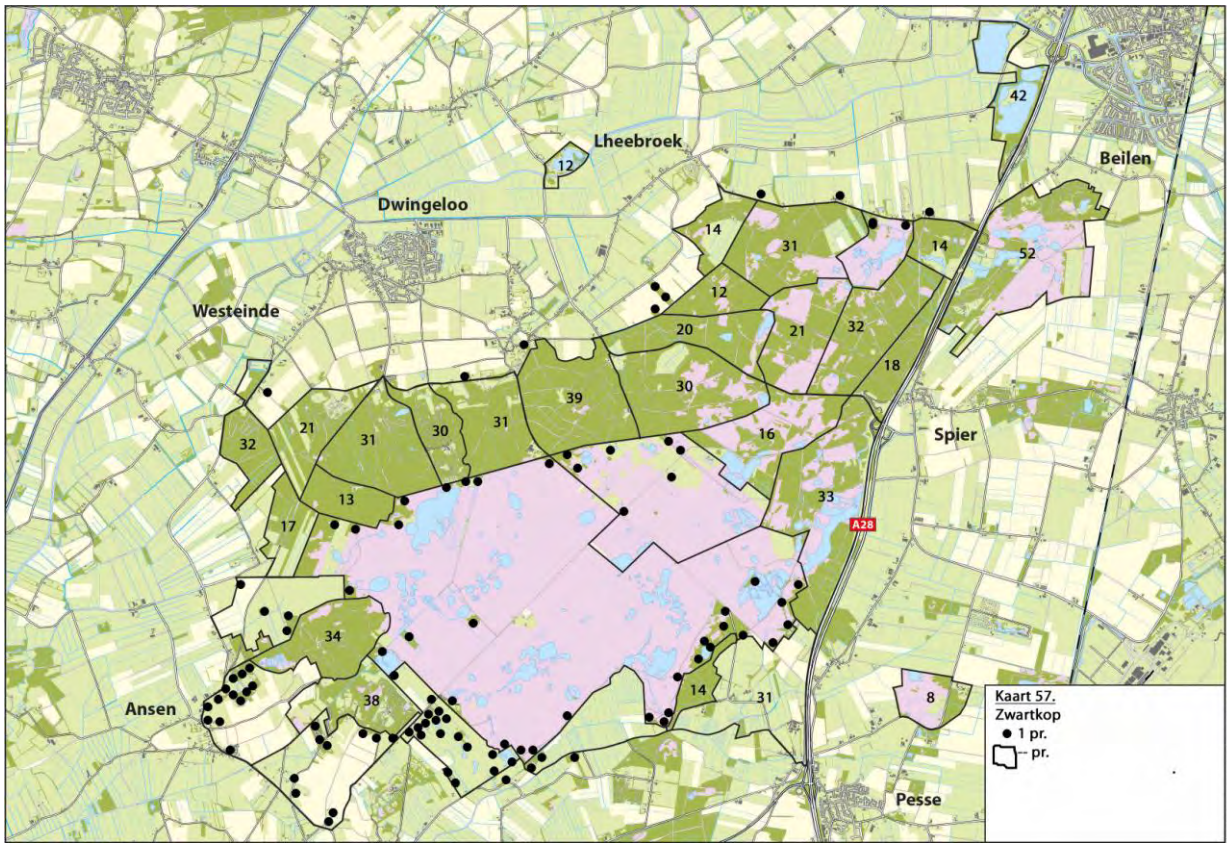 42
Beilen
Lheebroek
12
Dwingeloo
14
31
14
52
12
Westeinde
20
21
32
18
30
39
31
30
31
21
32
16
Spier
13
33
17
A28
34
14
31
8
38
Ansen
Pesse
Kaart 57.
Zwartkop
1 pr.
-- pr.